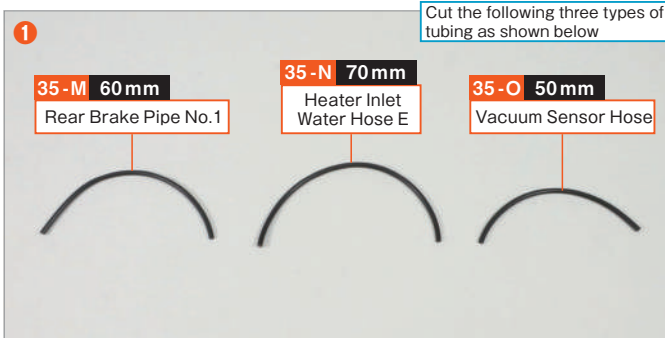 1
Cut the following three types of
tubing as shown below
35-M 60mm
Rear Brake Pipe No.1
35-N 70mm
Heater Inlet
Water Hose E
35-O 50mm
Vacuum Sensor Hose